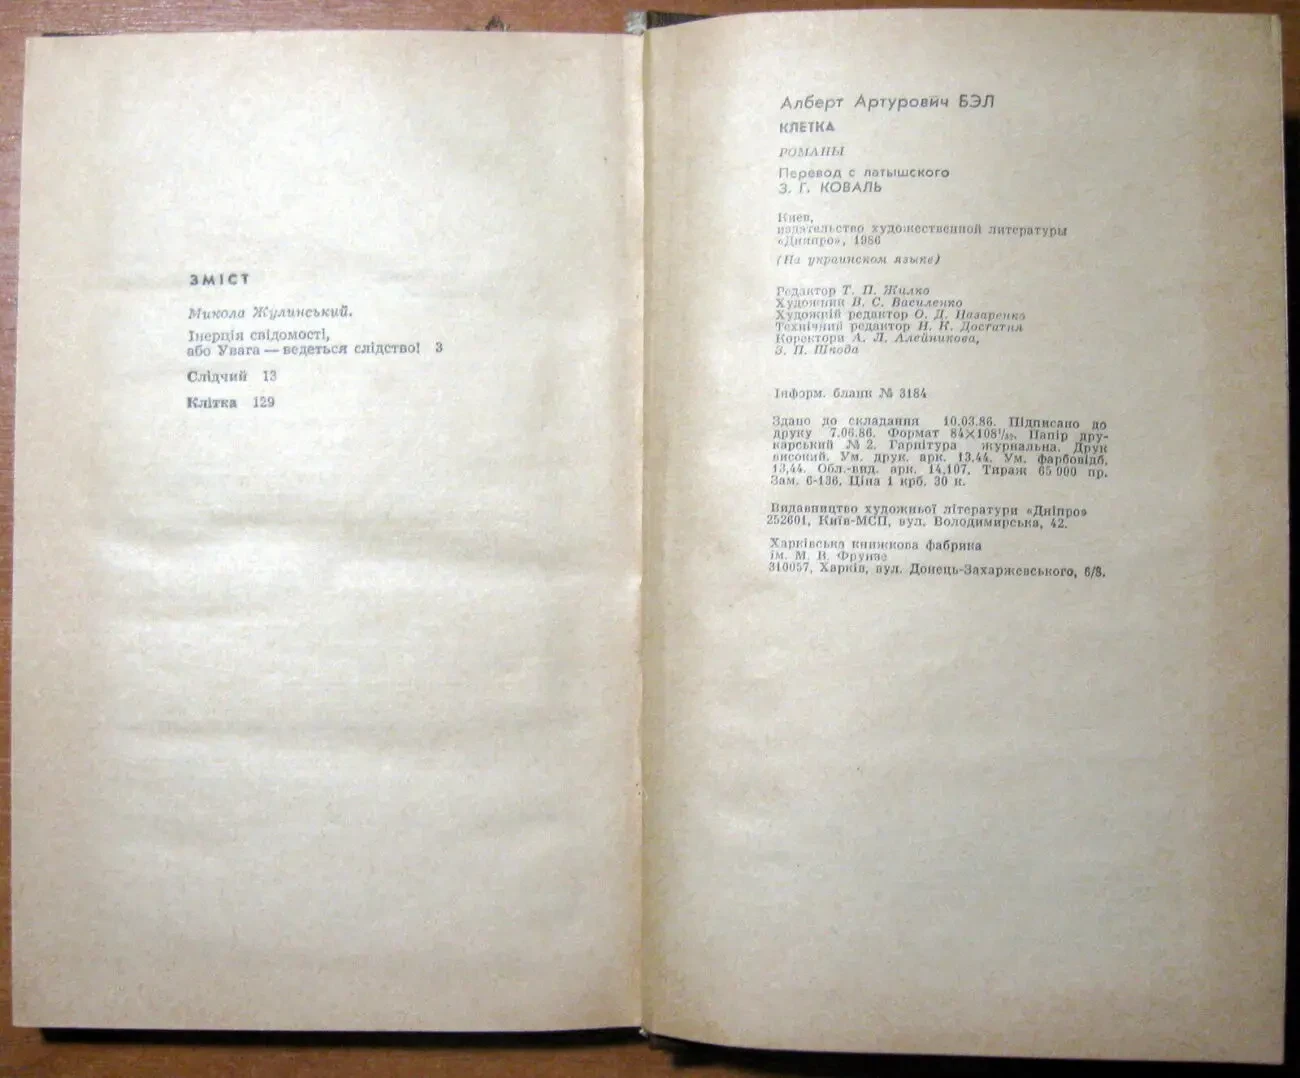 ЗМІСТ
Микола Жулинський.
Інерція свідомості,
або Увага — ведеться слідство! 3
Слідчий 13
Клітка 129
Алберт Артурович БЭЛ
КЛЕТКА
РОМАНЫ
Перевод с латышского
З. Г. КОВАЛЬ
Киев,
издательство художественной литературы
«Дніпро», 1986
(На украинском языке)
Редактор Т. П. Жилко
Художник В. С. Василенко
Художній редактор О. Д. Назаренко
Технічний редактор Н. К. Достатня
Коректори А. Л. Алейникова,
З. П. Шкода
Інформ. бланк № 3184
Здано до складання 10.03.86. Підписано до
друку 7.06.86. Формат 84×108¹/₃₂. Папір дру-
карський № 2. Гарнітура журнальна. Друк
високий. Ум. друк. арк. 13,44. Ум. фарбовідб.
13,44. Обл.-вид. арк. 14,107. Тираж 65 000 пр.
Зам. 6-136. Ціна 1 крб. 30 к.
Видавництво художньої літератури «Дніпро»
252601, Київ-МСП, вул. Володимирська, 42.
Харківська книжкова фабрика
ім. М. В. Фрунзе
310057, Харків, вул. Донець-Захаржевського, 6/8.